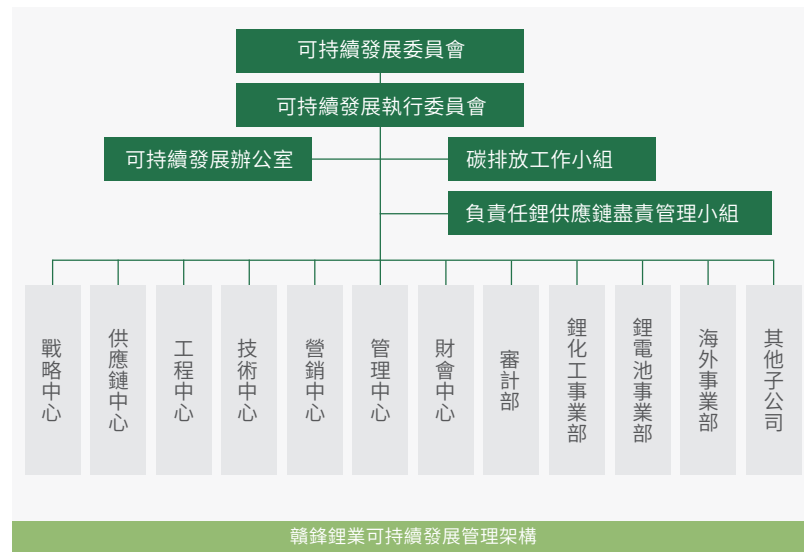 可持續發展委員會
可持續發展執行委員會
可持續發展辦公室
碳排放工作小組
負責任鋰供應鏈盡責管理小組
戰略中心
供應鏈中心
工程中心
技術中心
營銷中心
管理中心
財會中心
審計部
鋰化工事業部
鋰電池事業部
海外事業部
其他子公司
贛鋒鋰業可持續發展管理架構